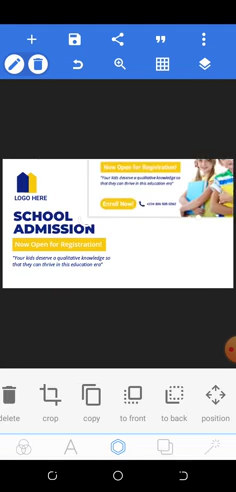 LOGO HERE
SCHOOL
ADMISSION
Now Open for Registration!
"Your kids deserve a qualitative knowledge so
that they can thrive in this education era"
Now Open for Registration!
"Your kids deserve a qualitative knowledge so
that they can thrive in this education era"
Enroll Now!
delete
crop
copy
to front
to back
position